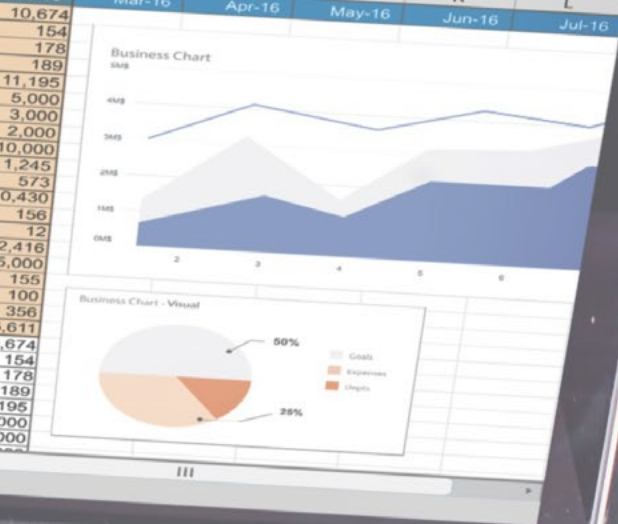 Mar-16 Apr-16 May-16 Jun-16 Jul-16
10,674
154
178
189
11,195
5,000
3,000
2,000
10,000
1,245
573
0,430
156
12
2,416
5,000
155
100
356
,611
,674
154
178
189
195
000
000
Business Chart
5M$
4M$
3M$
2M$
1M$
0M$
2 3 4 5 6
Business Chart - Visual
50%
Goals
Expenses
Depts
25%